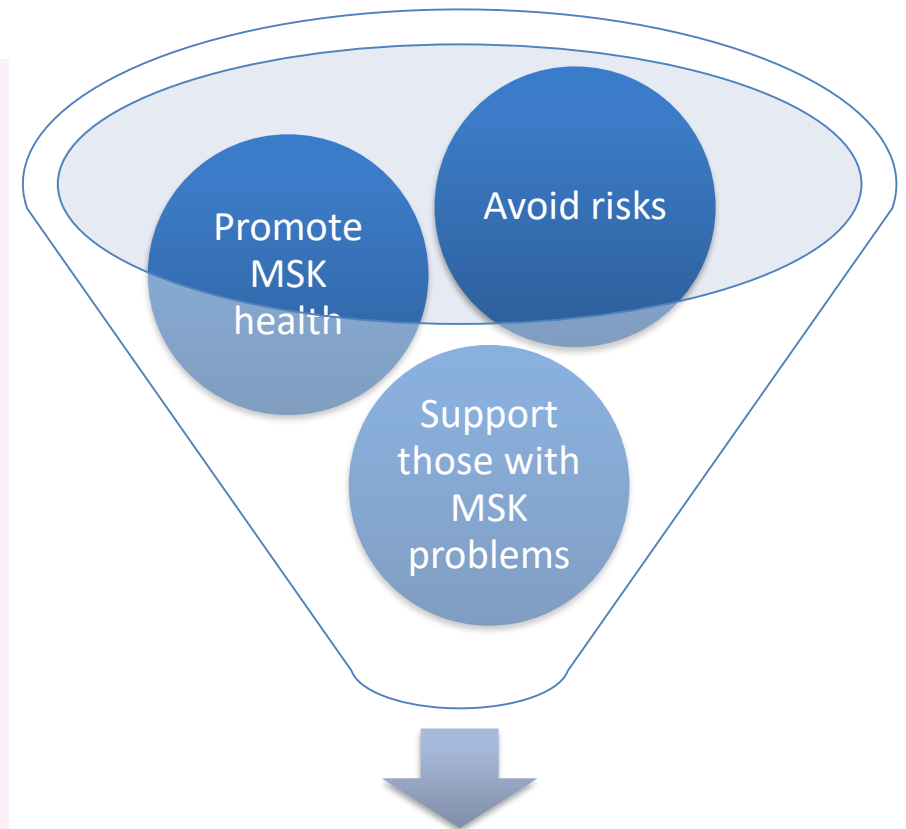 Promote
MSK
health
Avoid risks
Support
those with
MSK
problems